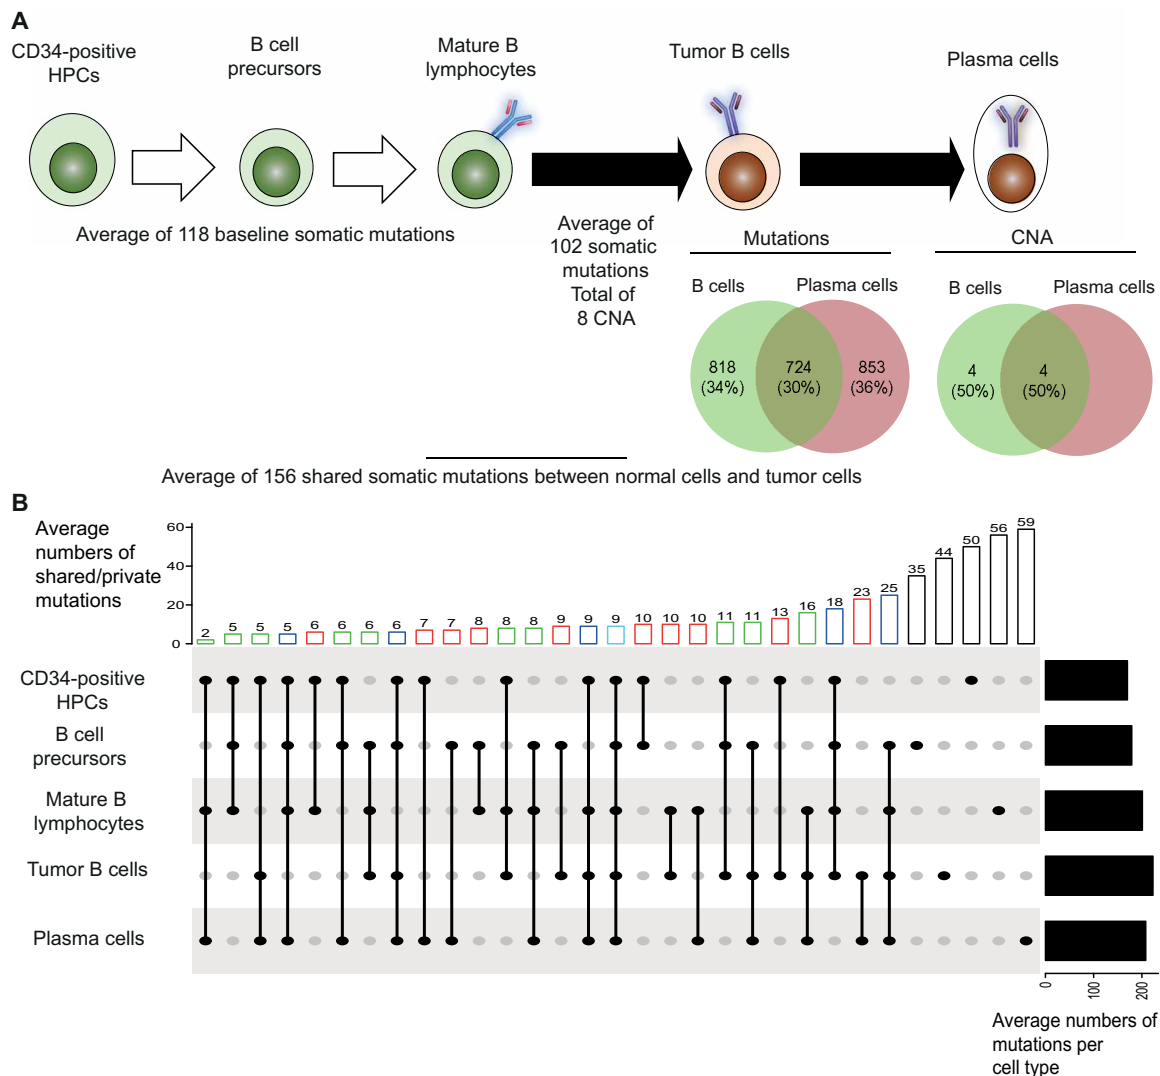 A
CD34-positive
HPCs
B cell
precursors
Mature B
lymphocytes
Tumor B cells
Plasma cells
Average of 118 baseline somatic mutations
Average of
102 somatic
mutations
Total of
8 CNA
Mutations
CNA
B cells
Plasma cells
B cells
Plasma cells
818
(34%)
724
(30%)
853
(36%)
4
(50%)
4
(50%)
Average of 156 shared somatic mutations between normal cells and tumor cells
B
Average
numbers of
shared/private
mutations
60
40
20
0
2 5 5 5 6 6 6 6 7 7 8 8 8 9 9 9 10 10 10 11 11 13 16 18 23 25 35 44 50 56 59
CD34-positive
HPCs
B cell
precursors
Mature B
lymphocytes
Tumor B cells
Plasma cells
0 100 200
Average numbers of
mutations per
cell type